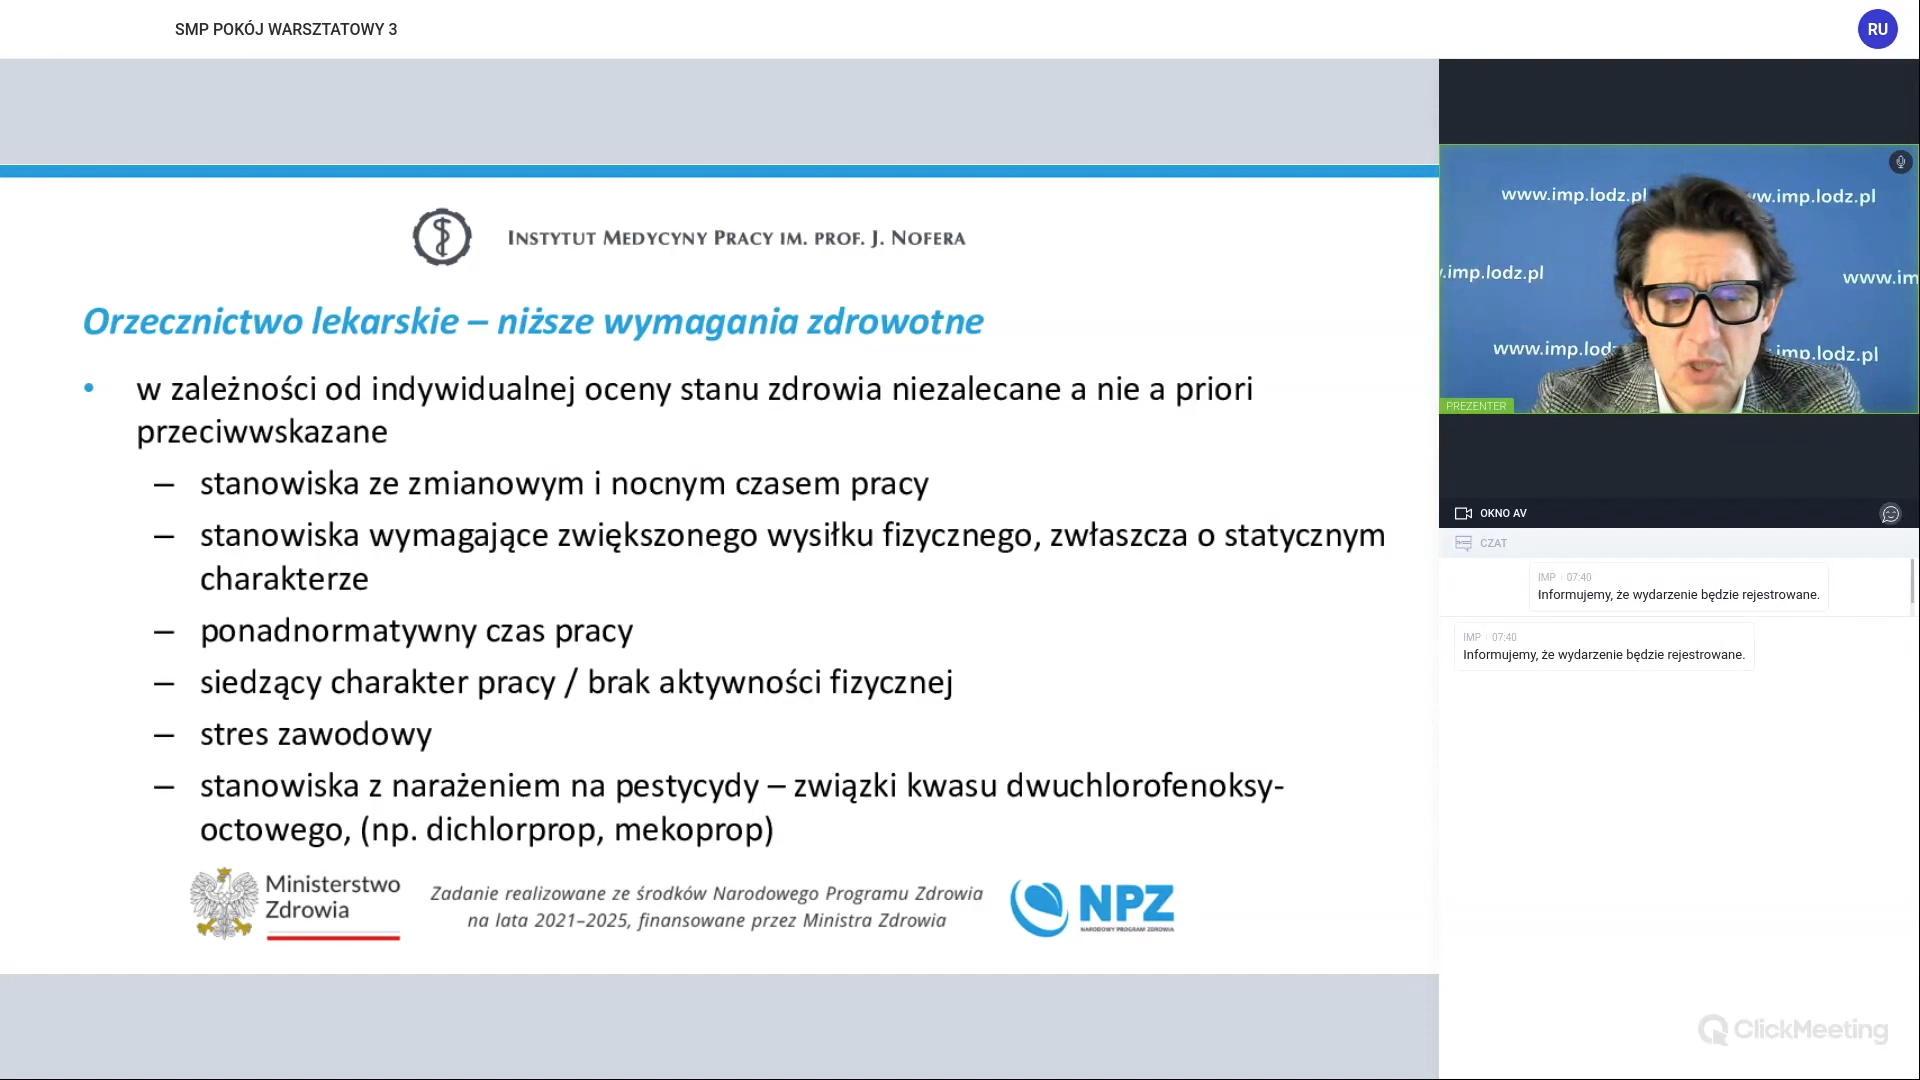 SMP POKÓJ WARSZTATOWY 3
RU
INSTYTUT MEDYCYNY PRACY IM. PROF. J. NOFERA
Orzecznictwo lekarskie – niższe wymagania zdrowotne
• w zależności od indywidualnej oceny stanu zdrowia niezalecane a nie a priori
przeciwwskazane
– stanowiska ze zmianowym i nocnym czasem pracy
– stanowiska wymagające zwiększonego wysiłku fizycznego, zwłaszcza o statycznym
charakterze
– ponadnormatywny czas pracy
– siedzący charakter pracy / brak aktywności fizycznej
– stres zawodowy
– stanowiska z narażeniem na pestycydy – związki kwasu dwuchlorofenoksy-
octowego, (np. dichlorprop, mekoprop)
Ministerstwo
Zdrowia
Zadanie realizowane ze środków Narodowego Programu Zdrowia
na lata 2021–2025, finansowane przez Ministra Zdrowia
NPZ
NARODOWY PROGRAM ZDROWIA
www.imp.lodz.pl
ww.imp.lodz.pl
.imp.lodz.pl
www.im
www.imp.lod
imp.lodz.pl
PREZENTER
OKNO AV
CZAT
IMP 07:40
Informujemy, że wydarzenie będzie rejestrowane.
IMP 07:40
Informujemy, że wydarzenie będzie rejestrowane.
ClickMeeting